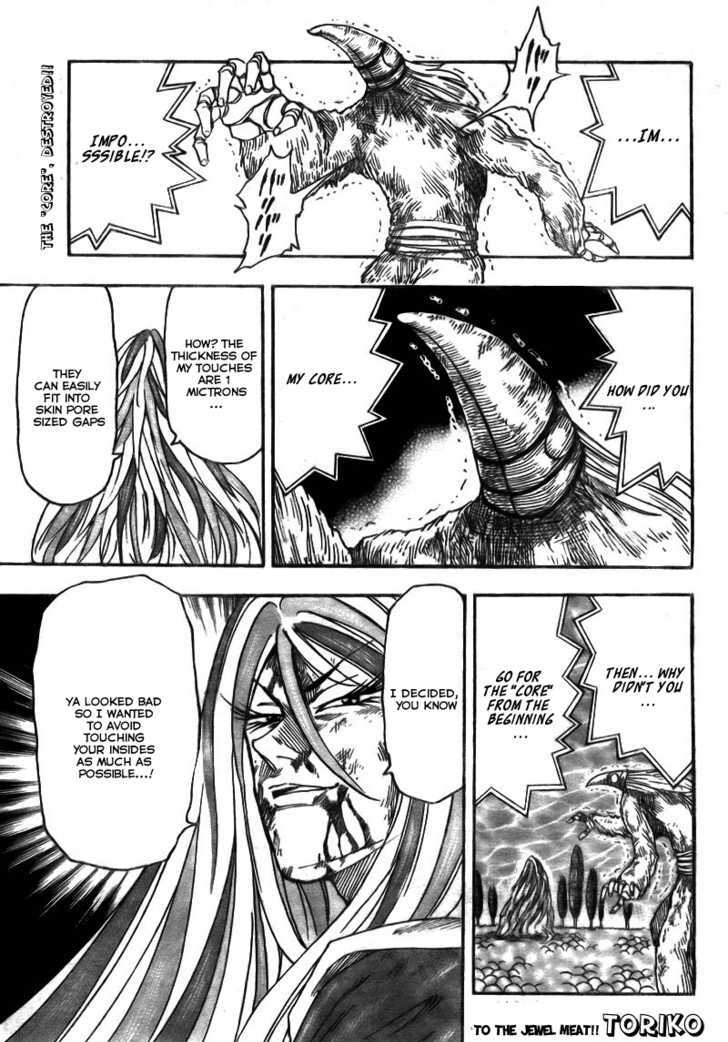 THE "CORE", DESTROYED!!
...IM...
IMPO...
SSSIBLE!?
HOW DID YOU
...
MY CORE...
HOW? THE
THICKNESS OF
MY TOUCHES
ARE 1
MICTRONS
...
THEY
CAN EASILY
FIT INTO
SKIN PORE
SIZED GAPS
THEN... WHY
DIDN'T YOU
...
GO FOR
THE "CORE"
FROM THE
BEGINNING
...
I DECIDED,
YOU KNOW
YA LOOKED BAD
SO I WANTED
TO AVOID
TOUCHING
YOUR INSIDES
AS MUCH AS
POSSIBLE...!
TO THE JEWEL MEAT!! TORIKO